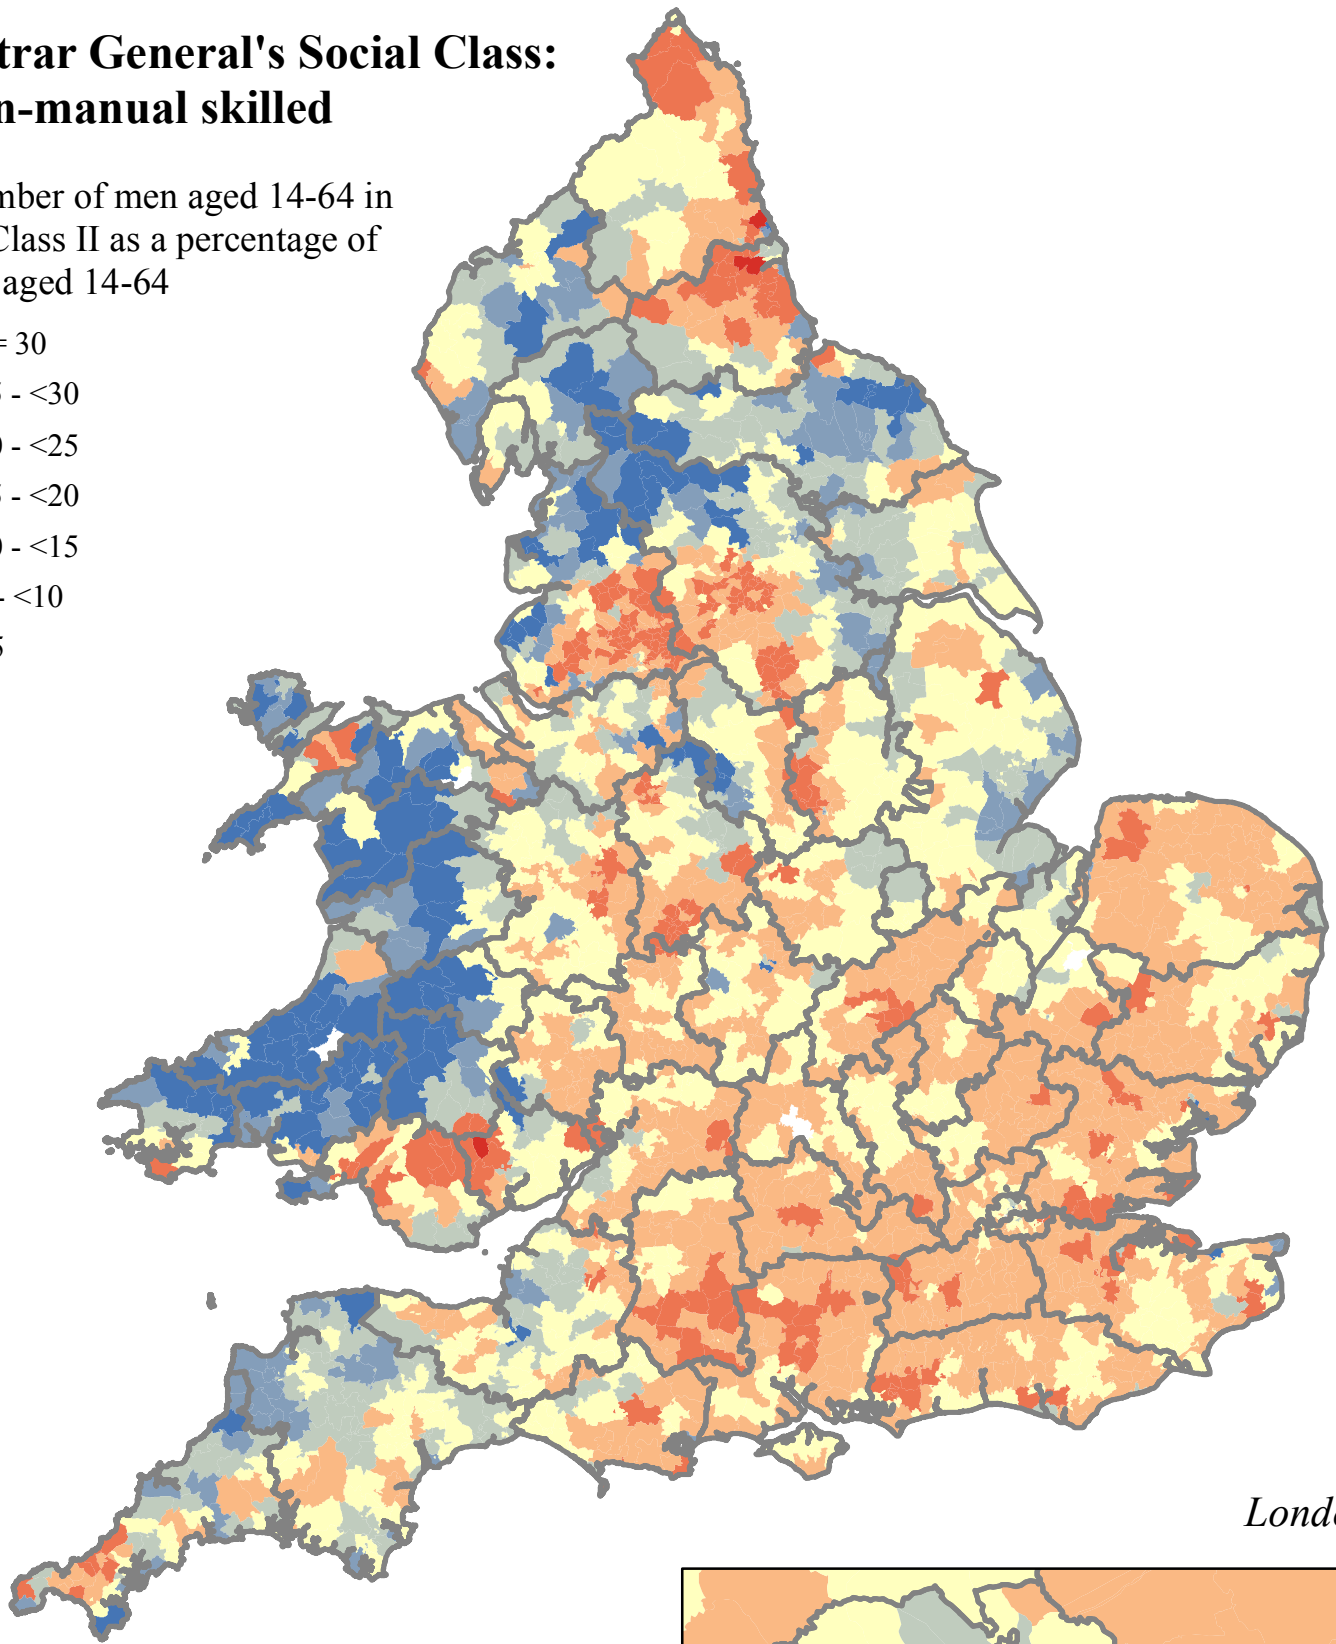 trar General's Social Class:
n-manual skilled
mber of men aged 14-64 in
Class II as a percentage of
aged 14-64
= 30
- <30
- <25
- <20
- <15
- <10
Lond